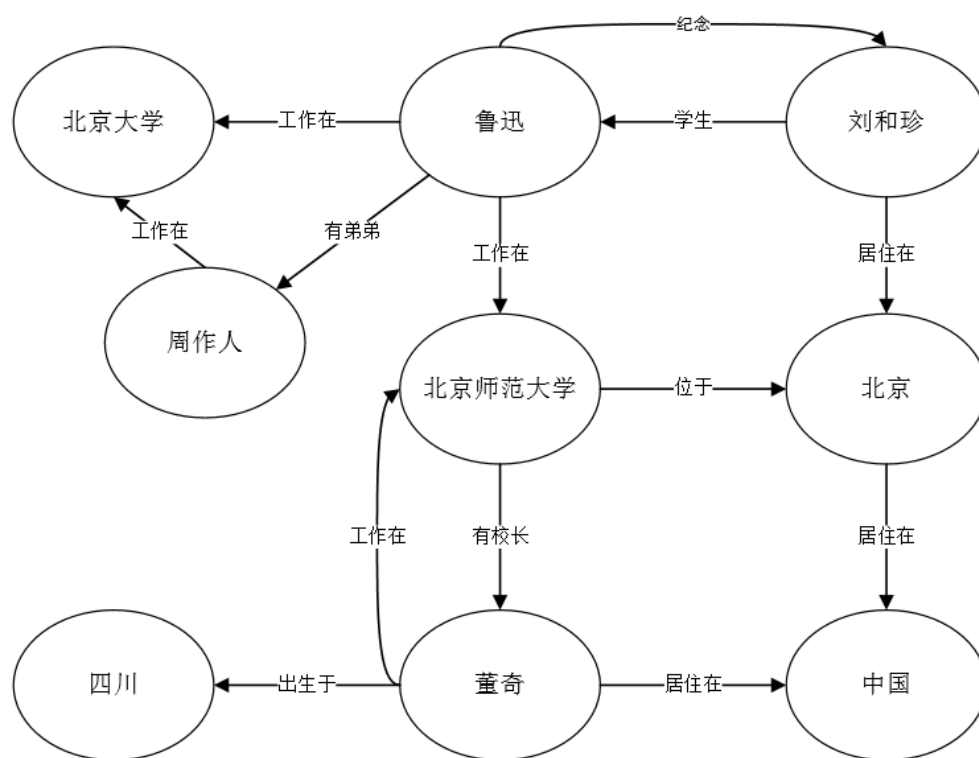 纪念
北京大学
工作在
鲁迅
学生
刘和珍
工作在
有弟弟
工作在
居住在
周作人
北京师范大学
位于
北京
工作在
有校长
居住在
四川
出生于
董奇
居住在
中国